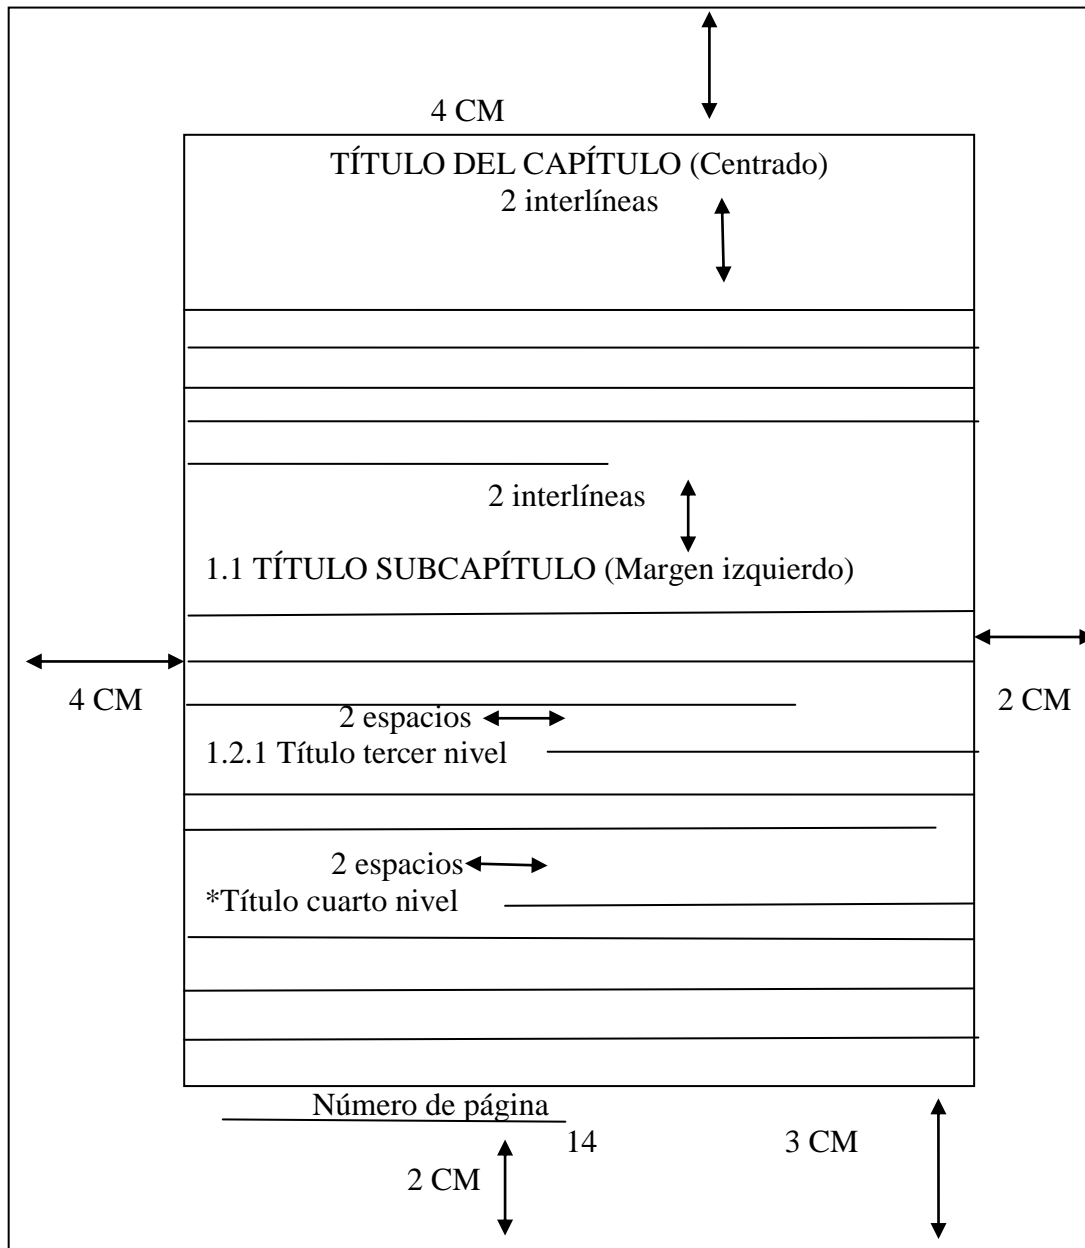 4 CM
TÍTULO DEL CAPÍTULO (Centrado)
2 interlíneas
2 interlíneas
1.1 TÍTULO SUBCAPÍTULO (Margen izquierdo)
4 CM
2 CM
2 espacios
1.2.1 Título tercer nivel
2 espacios
*Título cuarto nivel
Número de página
14
3 CM
2 CM